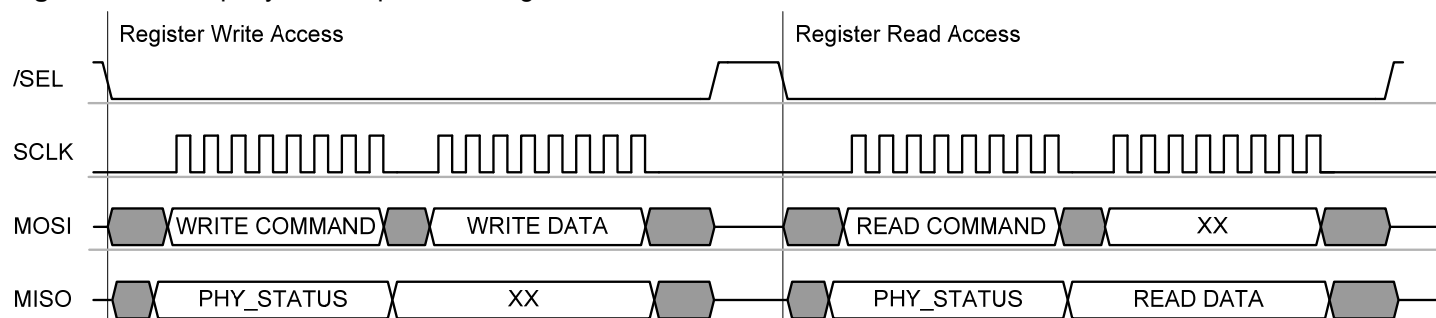 Register Write Access Register Read Access
/SEL
SCLK
MOSI WRITE COMMAND WRITE DATA READ COMMAND XX
MISO PHY_STATUS XX PHY_STATUS READ DATA